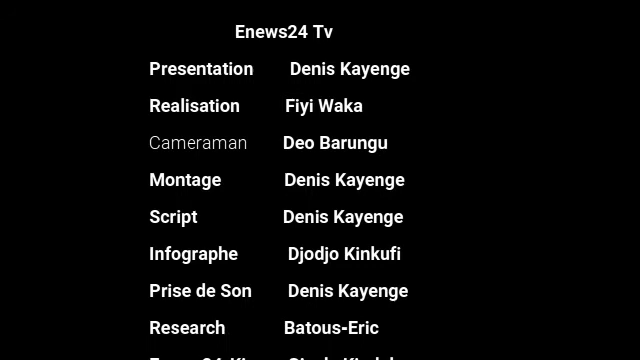 Enews24 Tv
Presentation Denis Kayenge
Realisation Fiyi Waka
Cameraman Deo Barungu
Montage Denis Kayenge
Script Denis Kayenge
Infographe Djodjo Kinkufi
Prise de Son Denis Kayenge
Research Batous-Eric